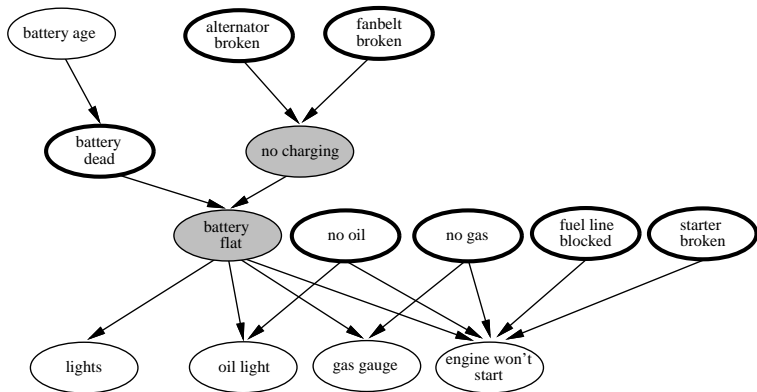 battery age
alternator
broken
fanbelt
broken
battery
dead
no charging
battery
flat
no oil
no gas
fuel line
blocked
starter
broken
lights
oil light
gas gauge
engine won't
start